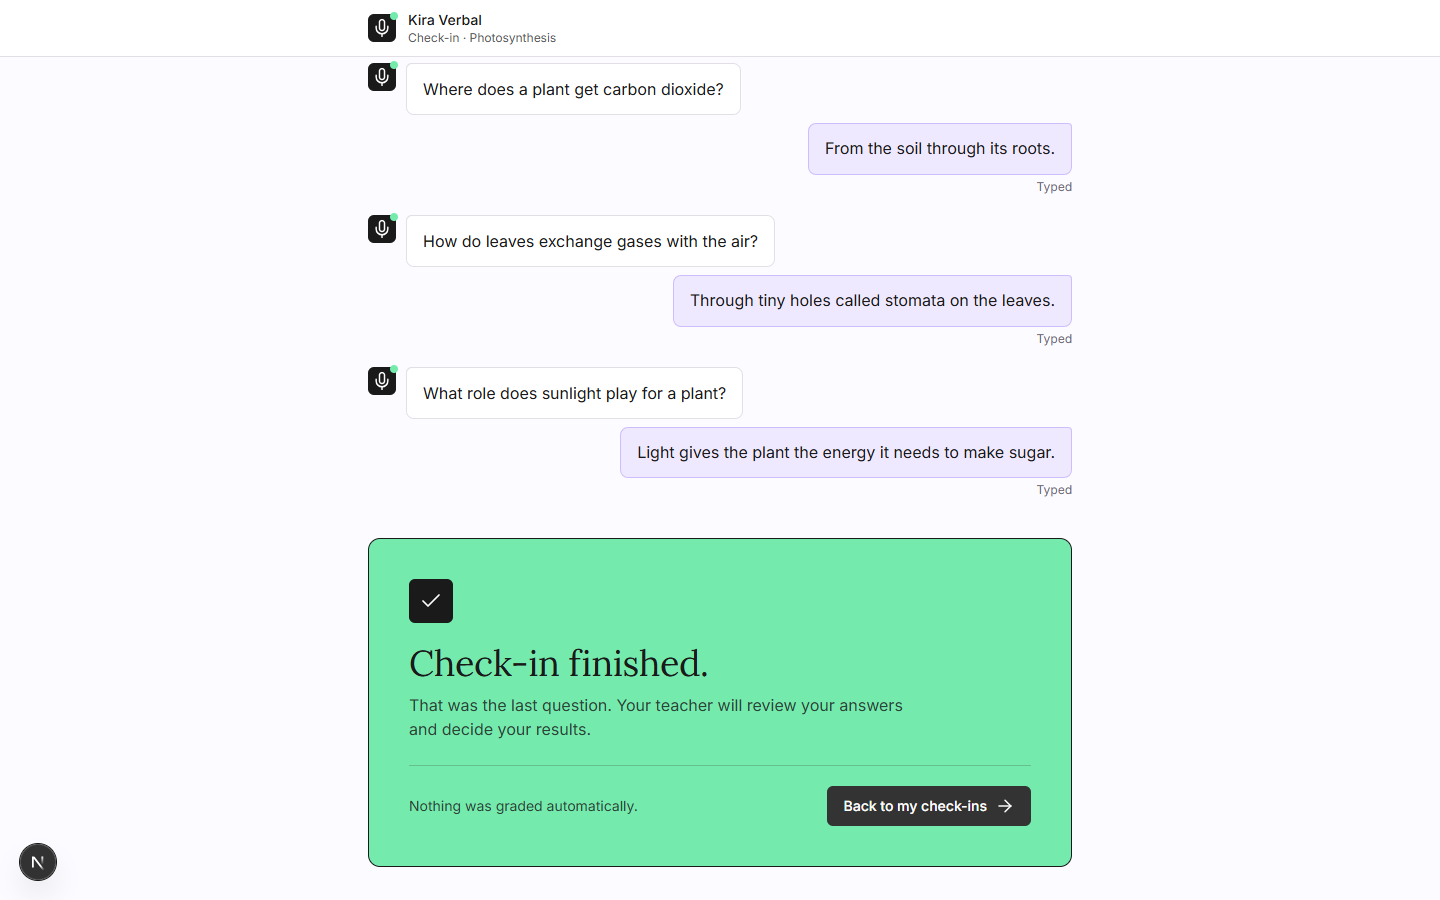 Kira Verbal
Check-in · Photosynthesis
Where does a plant get carbon dioxide?
From the soil through its roots.
Typed
How do leaves exchange gases with the air?
Through tiny holes called stomata on the leaves.
Typed
What role does sunlight play for a plant?
Light gives the plant the energy it needs to make sugar.
Typed
Check-in finished.
That was the last question. Your teacher will review your answers
and decide your results.
Nothing was graded automatically.
Back to my check-ins
N